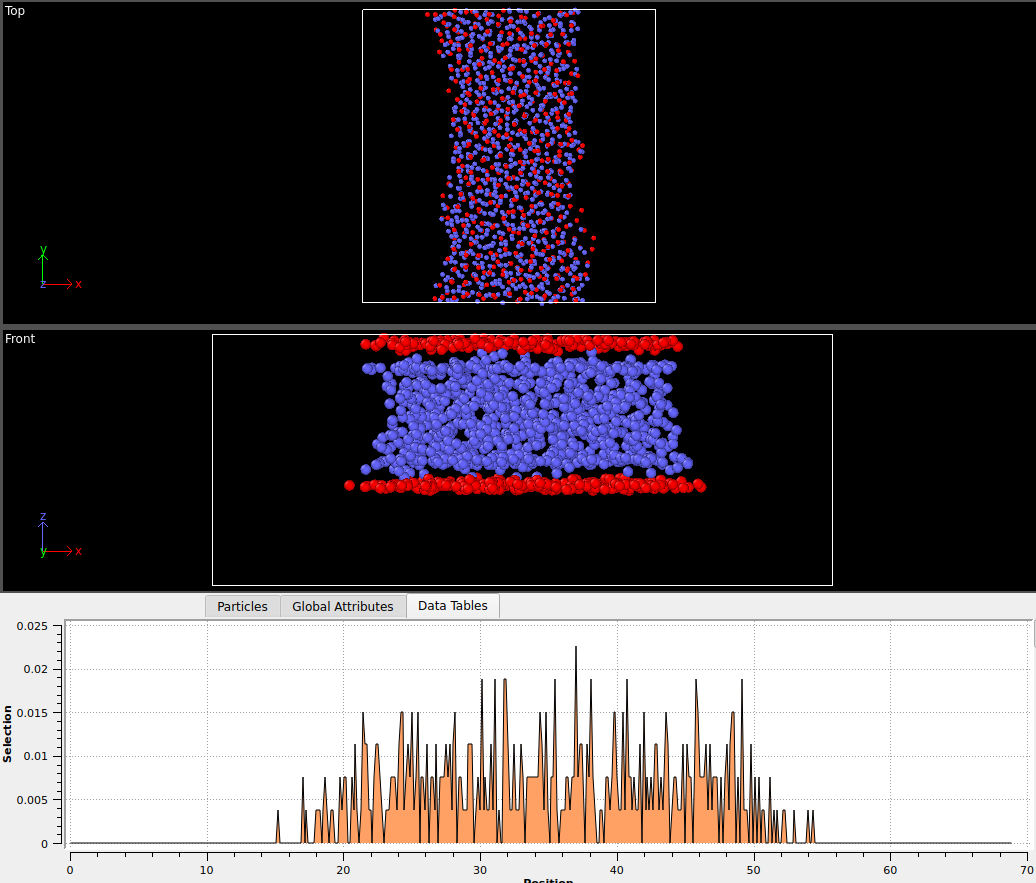 Top
y
z x
Front
z
y x
Particles Global Attributes Data Tables
0.025
0.02
0.015
0.01
0.005
0
Selection
0 10 20 30 40 50 60 70
Position